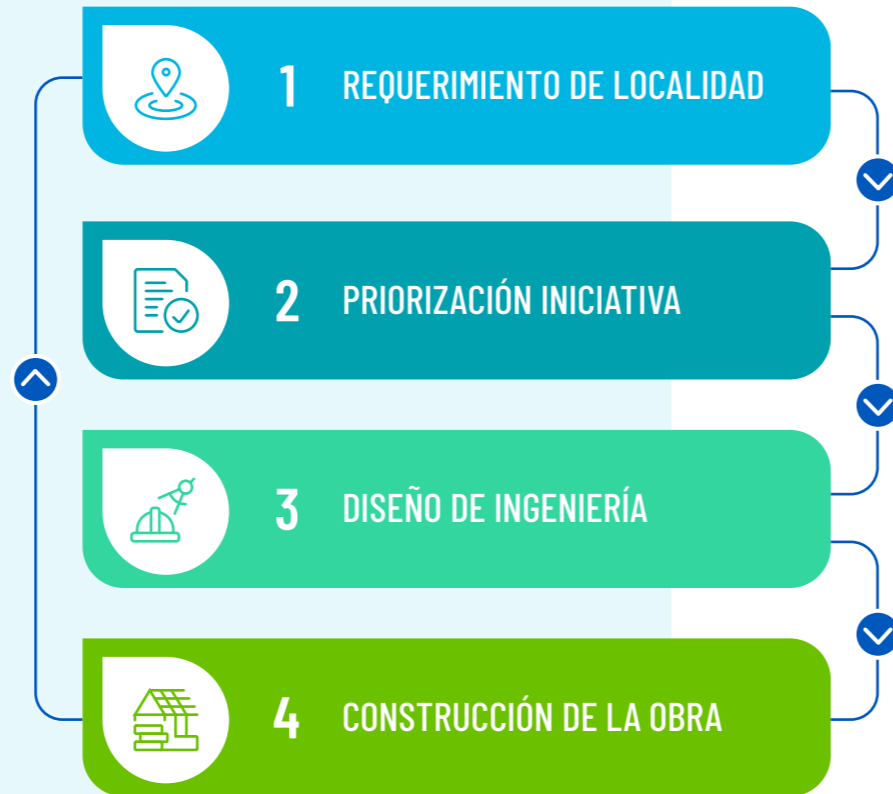 1 REQUERIMIENTO DE LOCALIDAD
2 PRIORIZACIÓN INICIATIVA
3 DISEÑO DE INGENIERÍA
4 CONSTRUCCIÓN DE LA OBRA